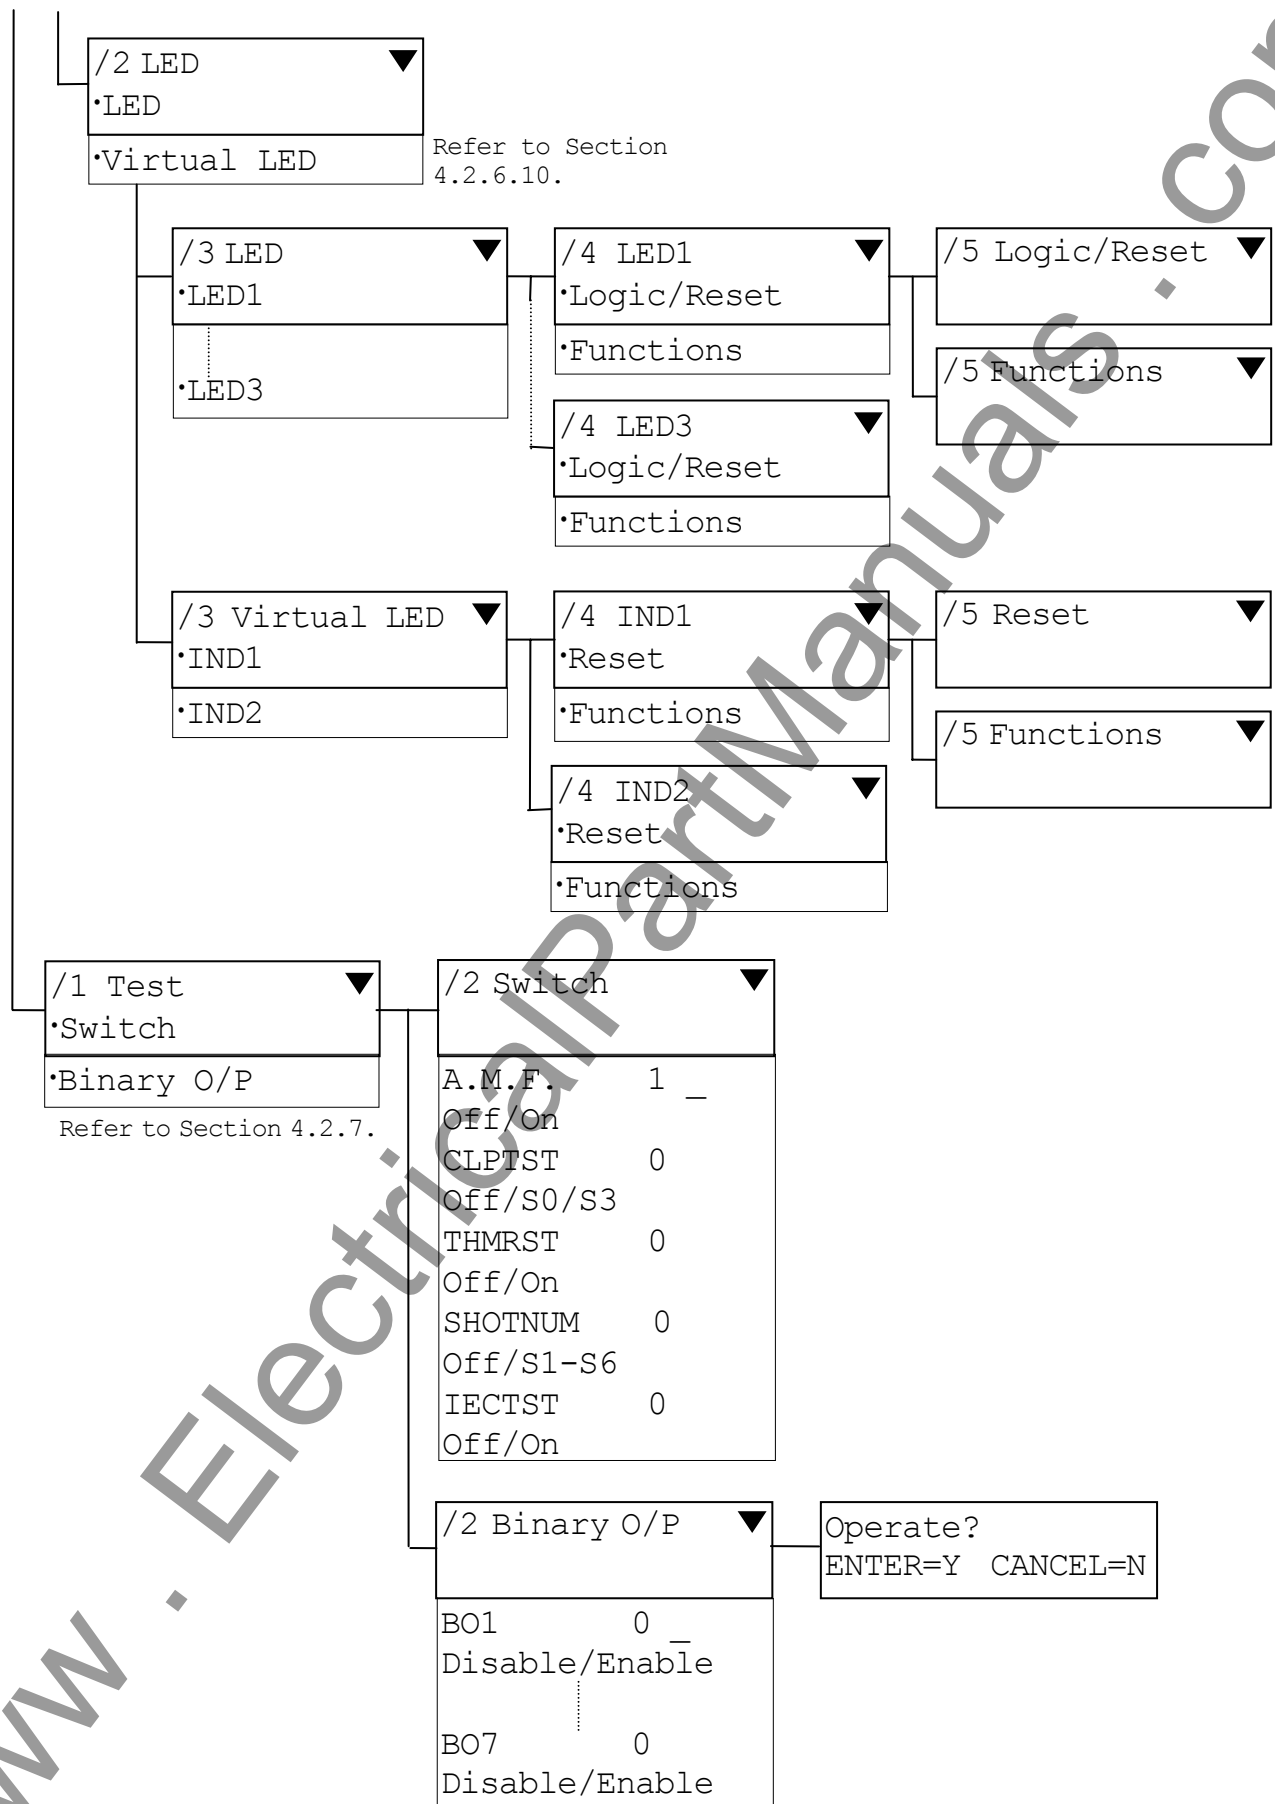 /2 LED ▼
·LED
·Virtual LED
Refer to Section
4.2.6.10.
/3 LED ▼
·LED1
·LED3
/4 LED1 ▼
·Logic/Reset
·Functions
/5 Logic/Reset ▼
/5 Functions ▼
/4 LED3 ▼
·Logic/Reset
·Functions
/3 Virtual LED ▼
·IND1
·IND2
/4 IND1 ▼
·Reset
·Functions
/5 Reset ▼
/5 Functions ▼
/4 IND2 ▼
·Reset
·Functions
/1 Test ▼
·Switch
·Binary O/P
Refer to Section 4.2.7.
/2 Switch ▼
A.M.F. 1 _
Off/On
CLPTST 0
Off/S0/S3
THMRST 0
Off/On
SHOTNUM 0
Off/S1-S6
IECTST 0
Off/On
/2 Binary O/P ▼
BO1 0 _
Disable/Enable
BO7 0
Disable/Enable
Operate?
ENTER=Y CANCEL=N
ww . ElectricalPartManuals . com